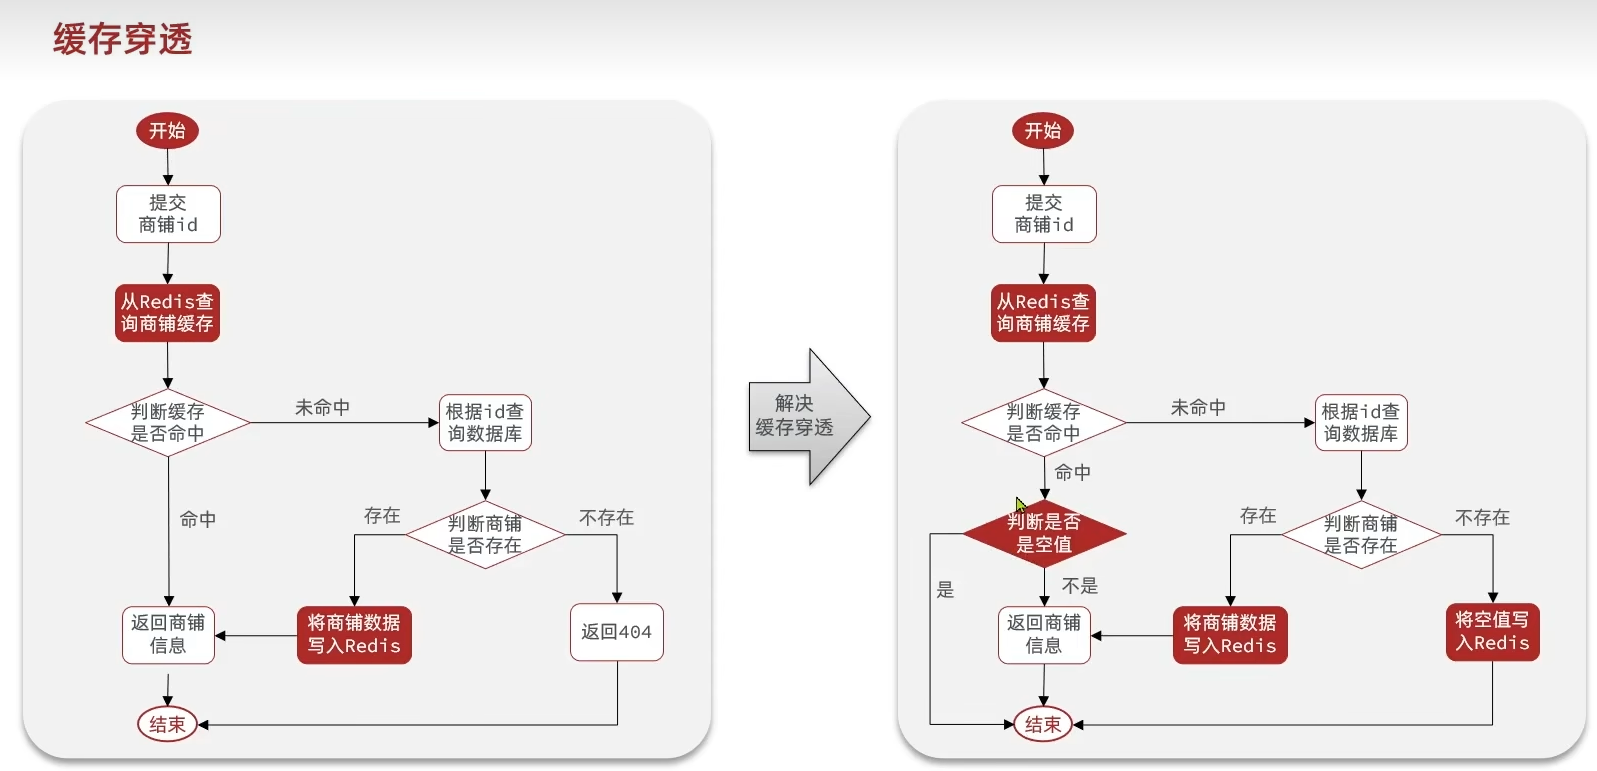 缓存穿透
开始
提交
商铺id
从Redis查
询商铺缓存
判断缓存
是否命中
未命中
根据id查
询数据库
命中
存在
判断商铺
是否存在
不存在
返回商铺
信息
将商铺数据
写入Redis
返回404
结束
解决
缓存穿透
开始
提交
商铺id
从Redis查
询商铺缓存
判断缓存
是否命中
未命中
根据id查
询数据库
命中
判断是否
是空值
是
不是
存在
判断商铺
是否存在
不存在
返回商铺
信息
将商铺数据
写入Redis
将空值写
入Redis
结束